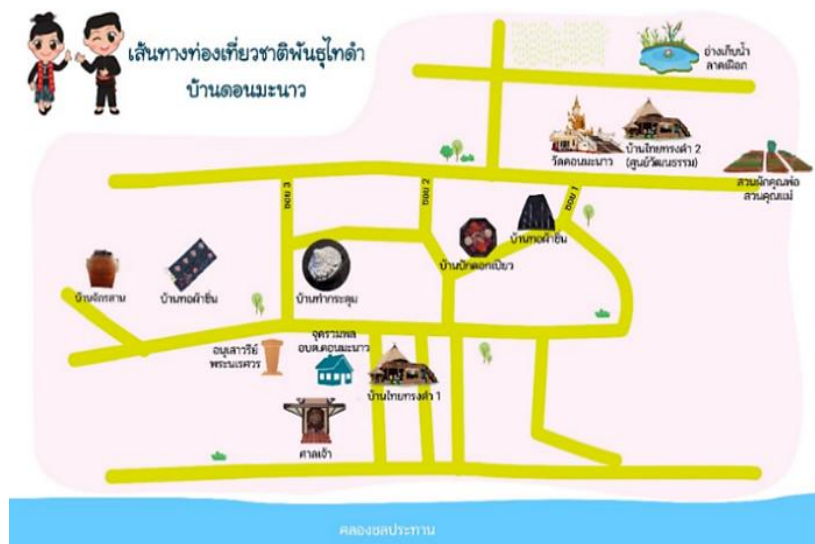 เส้นทางท่องเที่ยวชาติพันธุ์ไทดำ
บ้านดอนมะนาว
อ่างเก็บน้ำ
ลาดเผือก
วัดดอนมะนาว
บ้านไทยทรงดำ 2
(ศูนย์วัฒนธรรม)
สวนผักคุณพ่อ
สวนคุณแม่
ซอย 3
ซอย 2
ซอย 1
บ้านทอผ้าซิ่น
บ้านปักดอกเปียว
บ้านจักรสาน
บ้านทอผ้าซิ่น
บ้านทำกระดุม
อนุเสาวรีย์
พระนเรศวร
จุดรวมพล
อบต.ดอนมะนาว
บ้านไทยทรงดำ 1
ศาลเจ้า
คลองชลประทาน